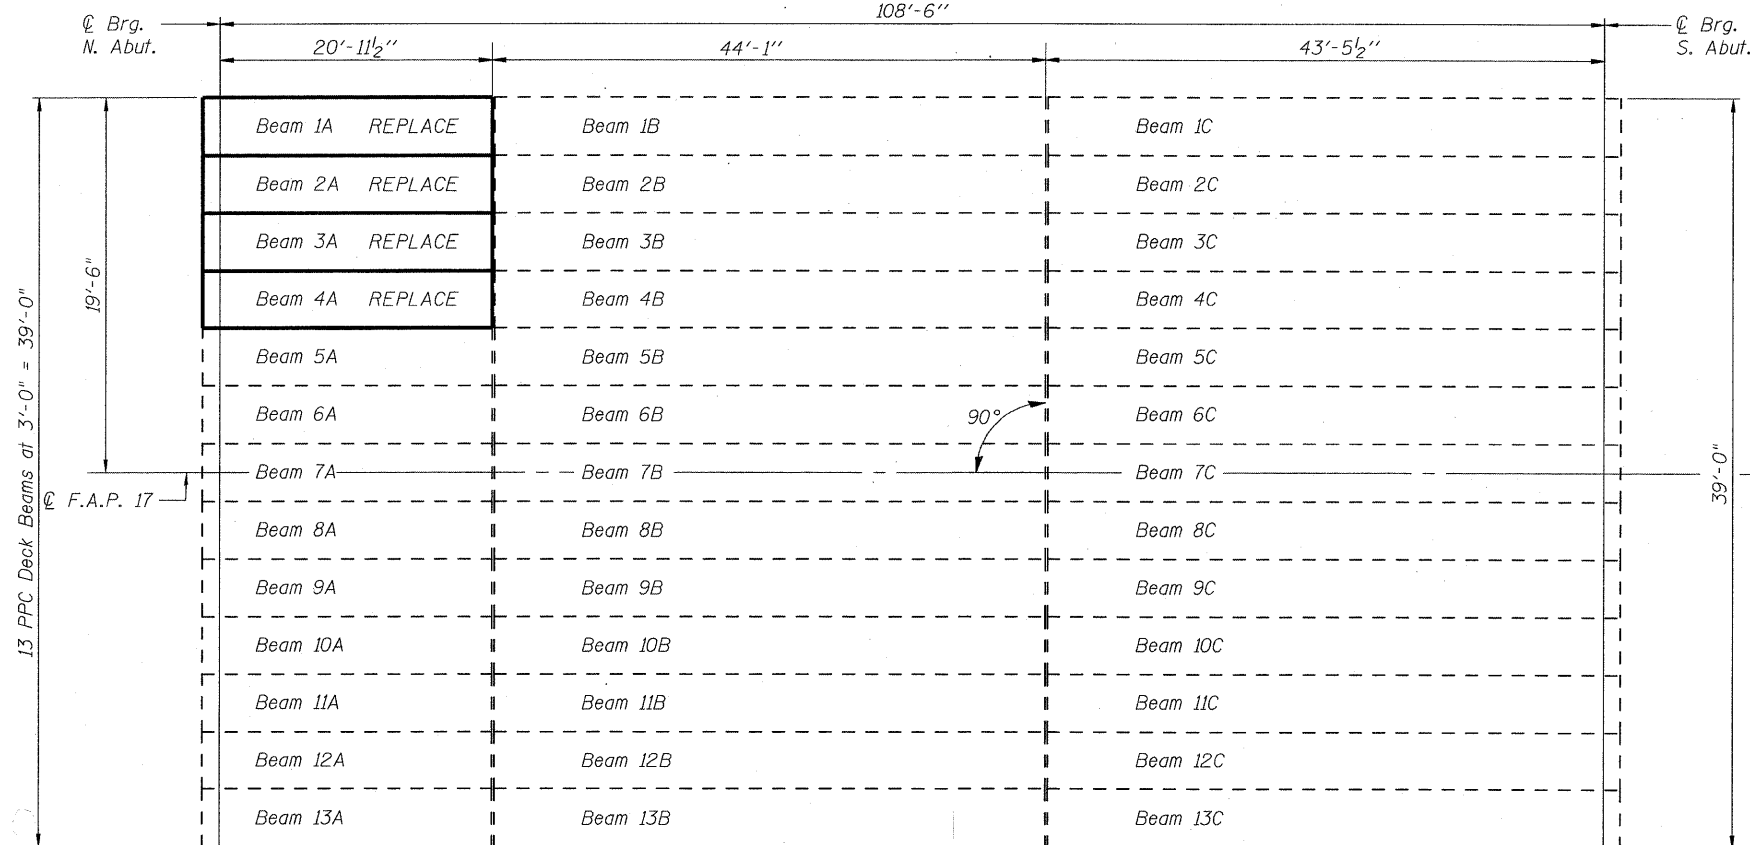 108'-6"
℄ Brg.
N. Abut.
℄ Brg.
S. Abut.
20'-11½"
44'-1"
43'-5½"
Beam 1A REPLACE
Beam 1B
Beam 1C
Beam 2A REPLACE
Beam 2B
Beam 2C
Beam 3A REPLACE
Beam 3B
Beam 3C
Beam 4A REPLACE
Beam 4B
Beam 4C
19'-6"
13 PPC Deck Beams at 3'-0" = 39'-0"
Beam 5A
Beam 5B
Beam 5C
Beam 6A
Beam 6B
90°
Beam 6C
Beam 7A
Beam 7B
Beam 7C
℄ F.A.P. 17
39'-0"
Beam 8A
Beam 8B
Beam 8C
Beam 9A
Beam 9B
Beam 9C
Beam 10A
Beam 10B
Beam 10C
Beam 11A
Beam 11B
Beam 11C
Beam 12A
Beam 12B
Beam 12C
Beam 13A
Beam 13B
Beam 13C